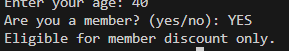 Enter your age: 40
Are you a member? (yes/no): YES
Eligible for member discount only.